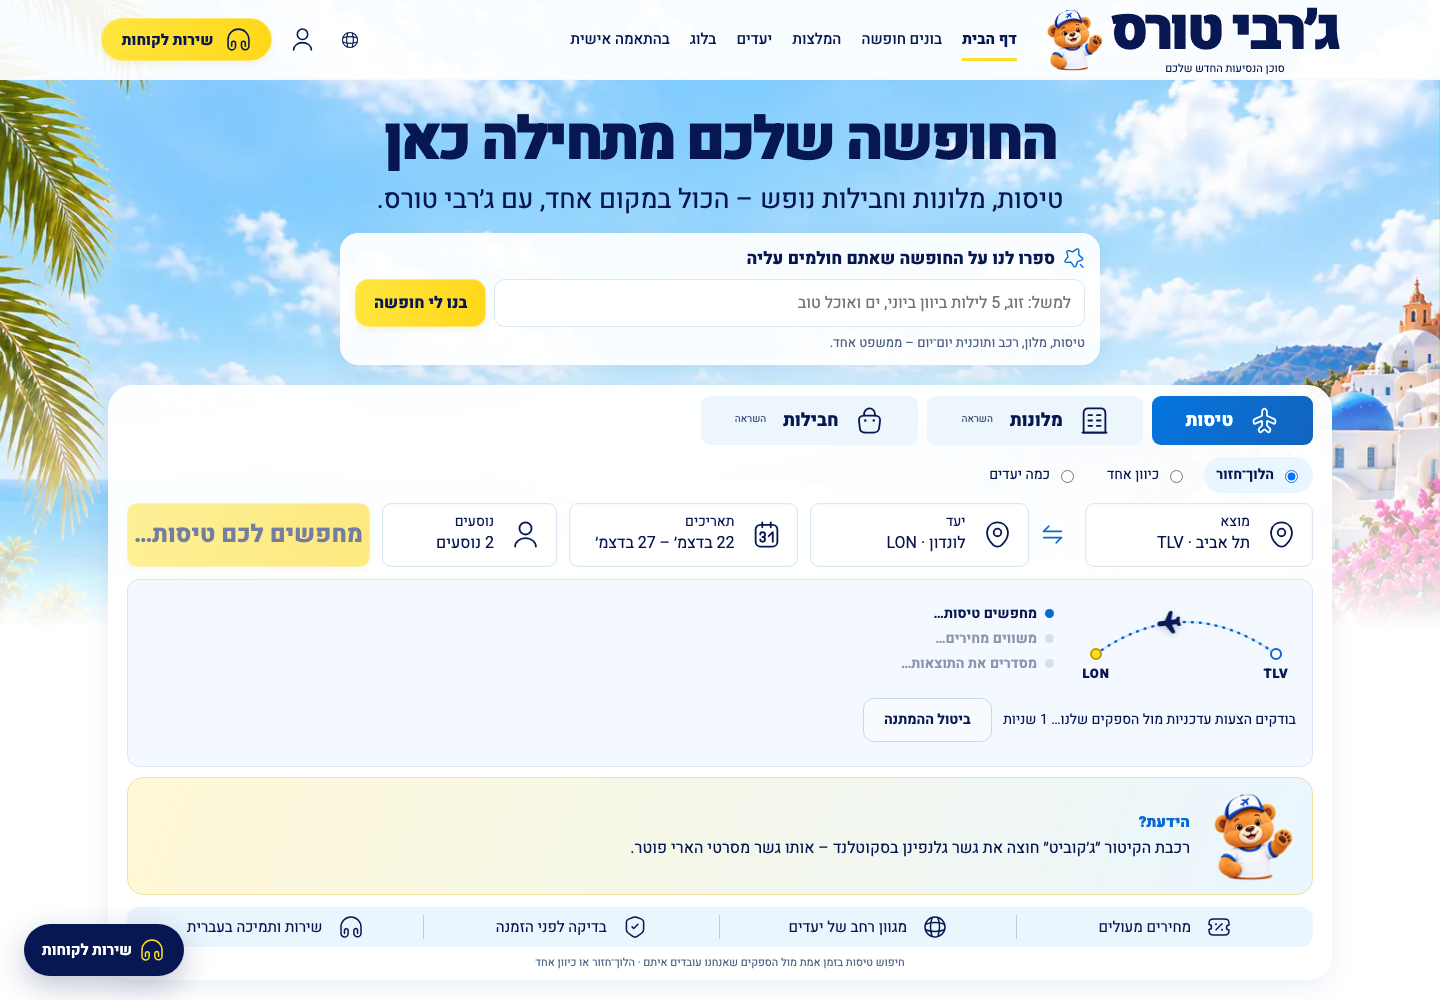 ג׳רבי טורס
סוכן הנסיעות החדש שלכם
דף הבית
בונים חופשה
המלצות
יעדים
בלוג
בהתאמה אישית
שירות לקוחות
החופשה שלכם מתחילה כאן
טיסות, מלונות וחבילות נופש – הכול במקום אחד, עם ג׳רבי טורס.
ספרו לנו על החופשה שאתם חולמים עליה
למשל: זוג, 5 לילות ביוון ביוני, ים ואוכל טוב
בנו לי חופשה
טיסות, מלון, רכב ותוכנית יום־יום – ממשפט אחד.
טיסות
מלונות השראה
חבילות השראה
הלוך־חזור
כיוון אחד
כמה יעדים
מוצא
תל אביב · TLV
יעד
לונדון · LON
תאריכים
22 בדצמ׳ – 27 בדצמ׳
נוסעים
2 נוסעים
מחפשים לכם טיסות...
TLV
LON
מחפשים טיסות...
משווים מחירים...
מסדרים את התוצאות...
בודקים הצעות עדכניות מול הספקים שלנו... 1 שניות
ביטול ההמתנה
הידעת?
רכבת הקיטור ״ג׳קוביט״ חוצה את גשר גלנפינן בסקוטלנד – אותו גשר מסרטי הארי פוטר.
מחירים מעולים
מגוון רחב של יעדים
בדיקה לפני הזמנה
שירות ותמיכה בעברית
חיפוש טיסות בזמן אמת מול הספקים שאנחנו עובדים איתם · הלוך־חזור או כיוון אחד
שירות לקוחות